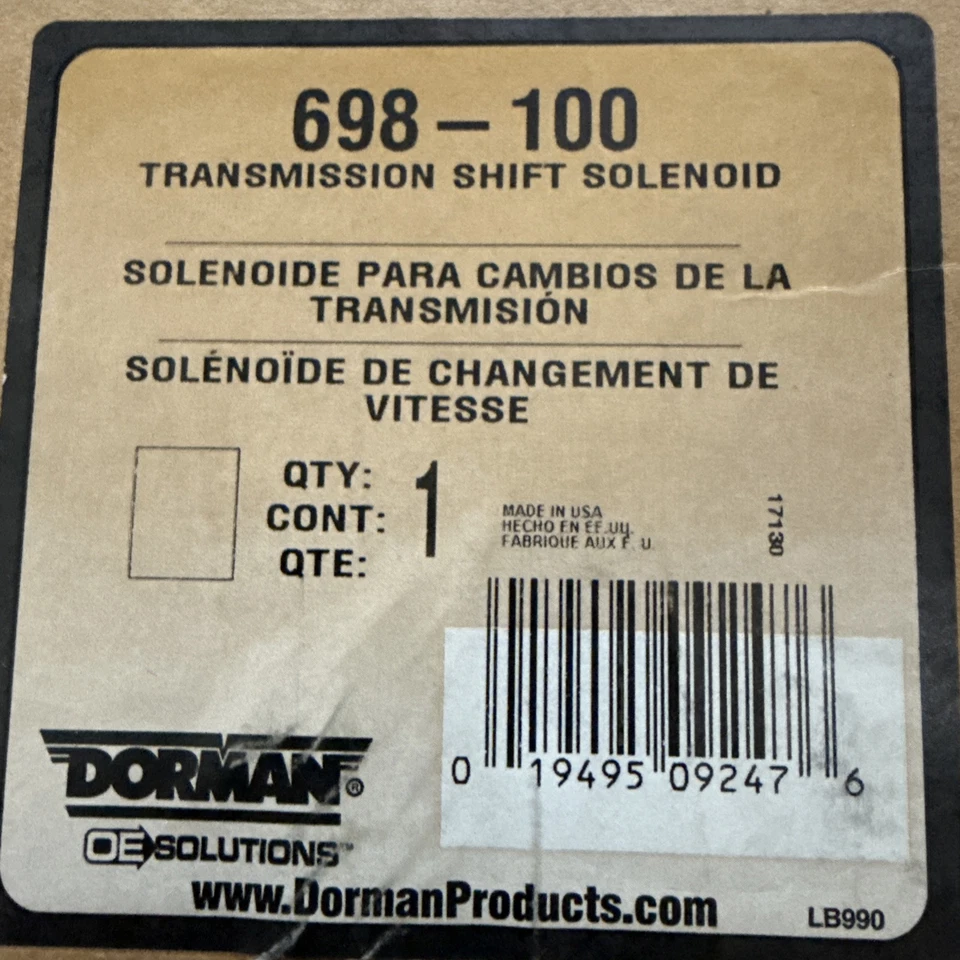 698 – 100
TRANSMISSION SHIFT SOLENOID
SOLENOIDE PARA CAMBIOS DE LA
TRANSMISIÓN
SOLÉNOÏDE DE CHANGEMENT DE
VITESSE
QTY:
CONT: 1
QTE:
MADE IN USA
HECHO EN EE.UU.
FABRIQUE AUX E. U.
17130
0 19495 09247 6
DORMAN®
OE SOLUTIONS™
www.DormanProducts.com
LB990